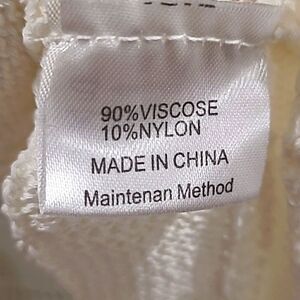 90%VISCOSE
10%NYLON
MADE IN CHINA
Maintenan Method